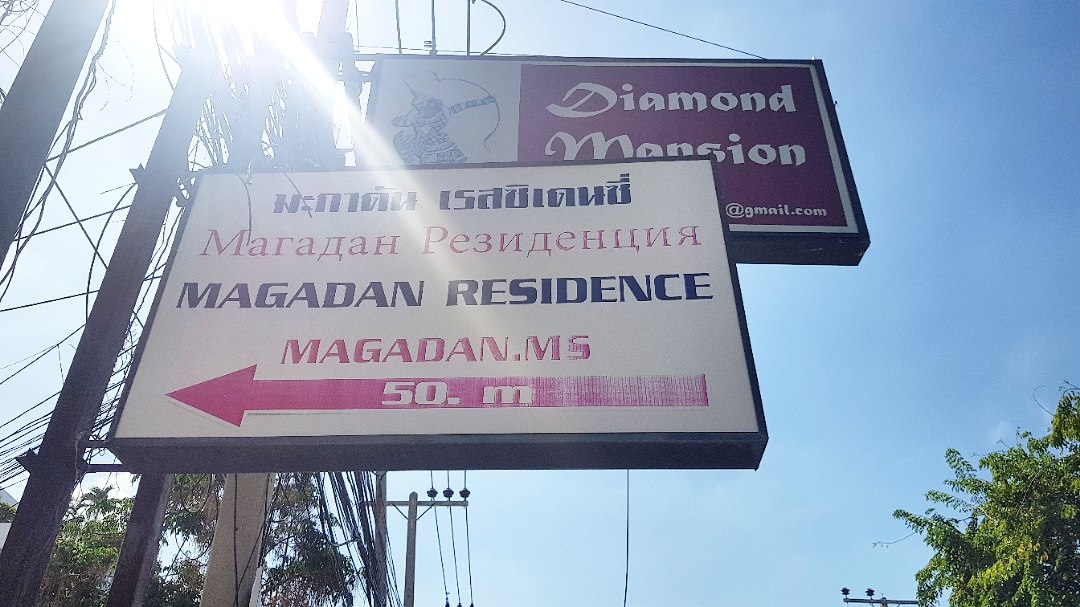 Diamond
Mansion
@gmail.com
มะกาดัน เรสซิเดนซี่
Магадан Резиденция
MAGADAN RESIDENCE
MAGADAN.MS
50. m